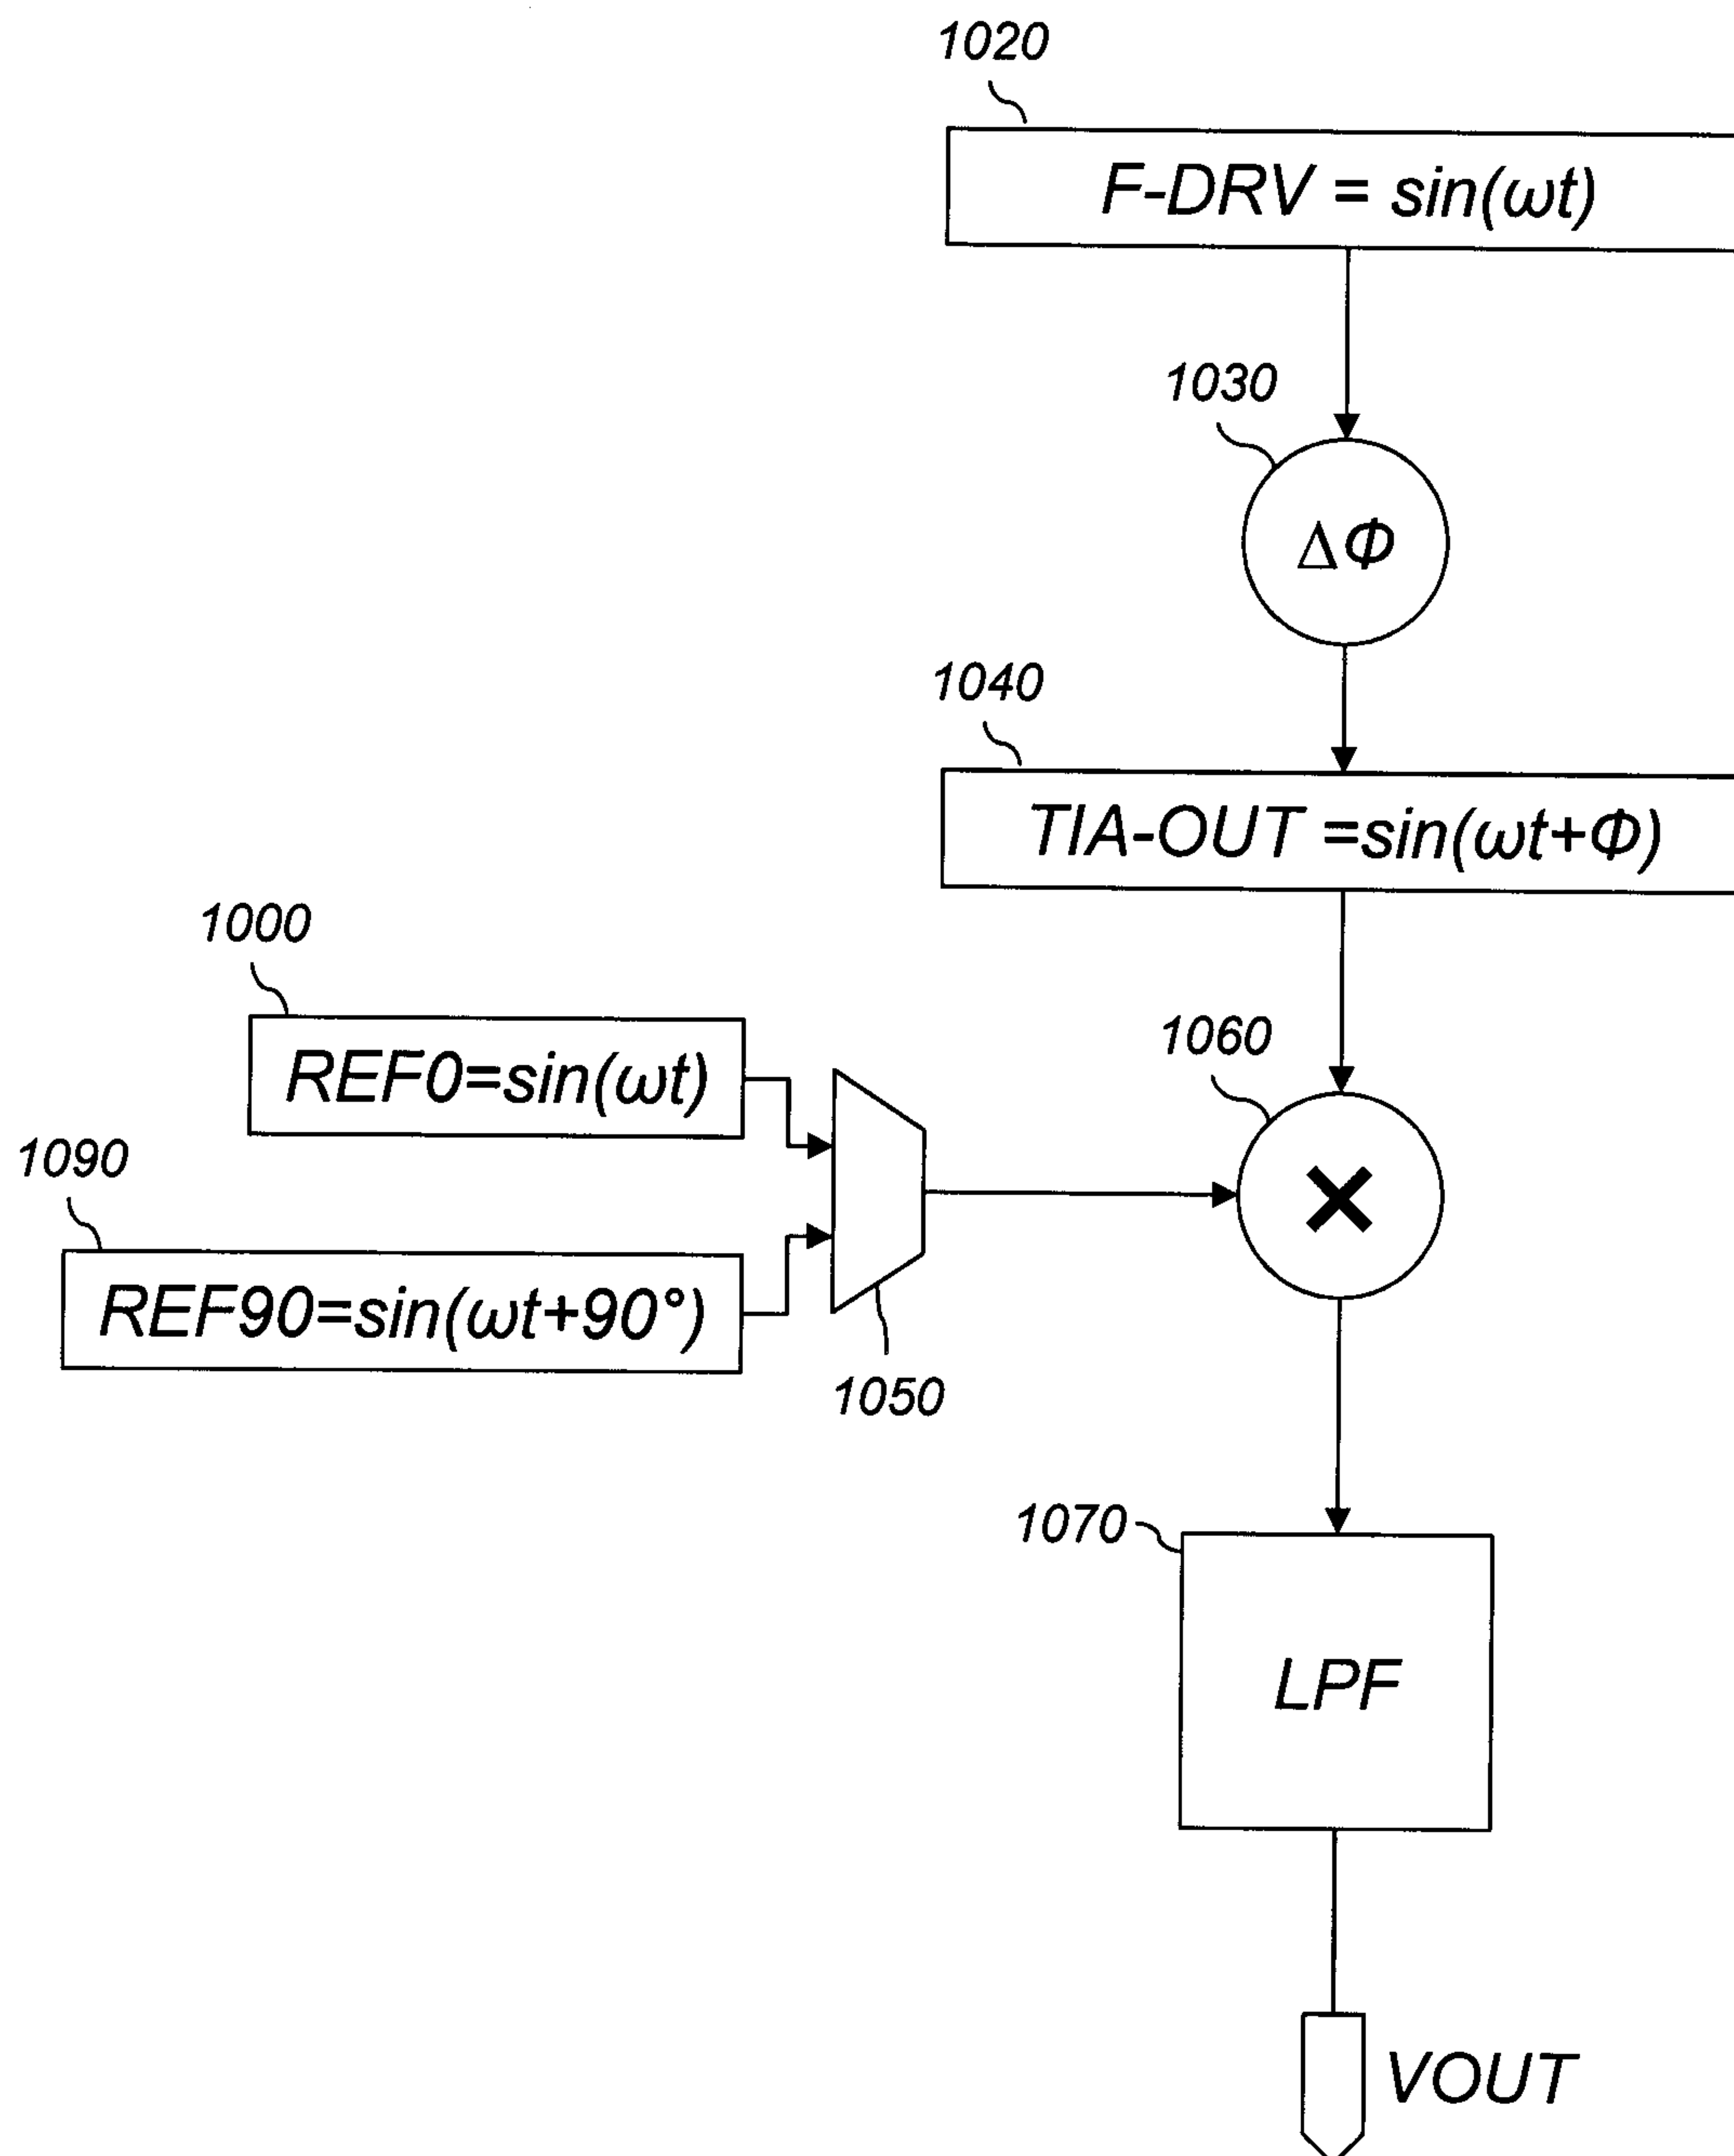 1020
F-DRV = sin(ωt)
1030
ΔΦ
1040
TIA-OUT =sin(ωt+Φ)
1000
REF0=sin(ωt)
1060
1090
REF90=sin(ωt+90°)
1050
1070
LPF
VOUT